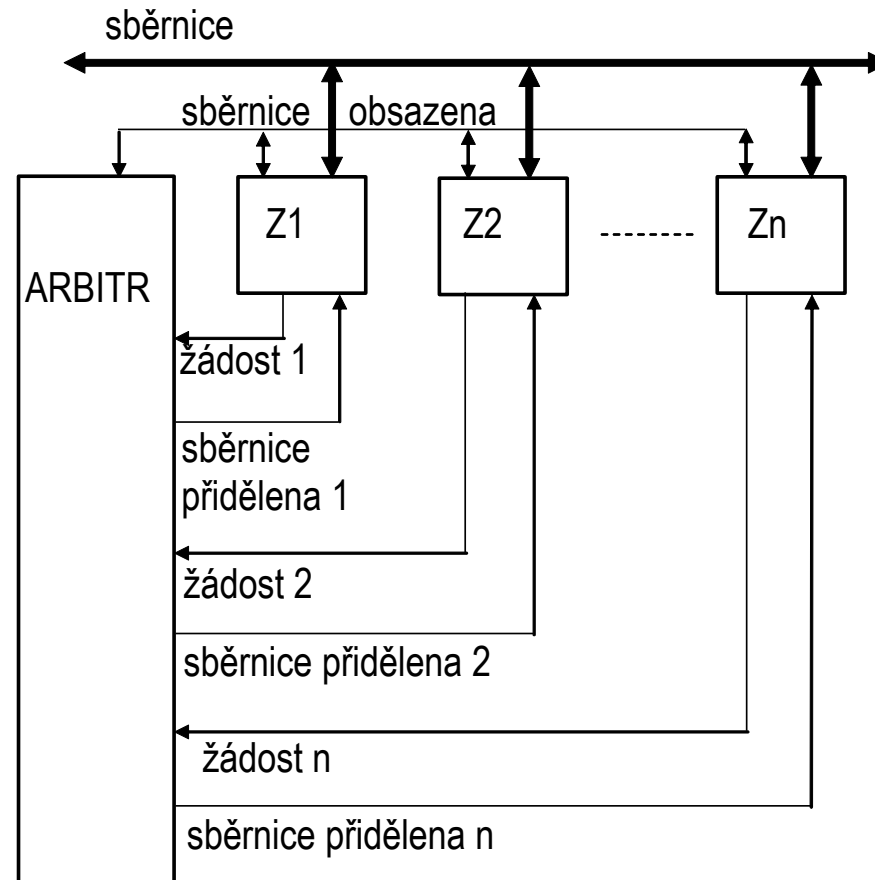 sběrnice
sběrnice obsazena
Z1
Z2
Zn
ARBITR
žádost 1
sběrnice
přidělena 1
žádost 2
sběrnice přidělena 2
žádost n
sběrnice přidělena n